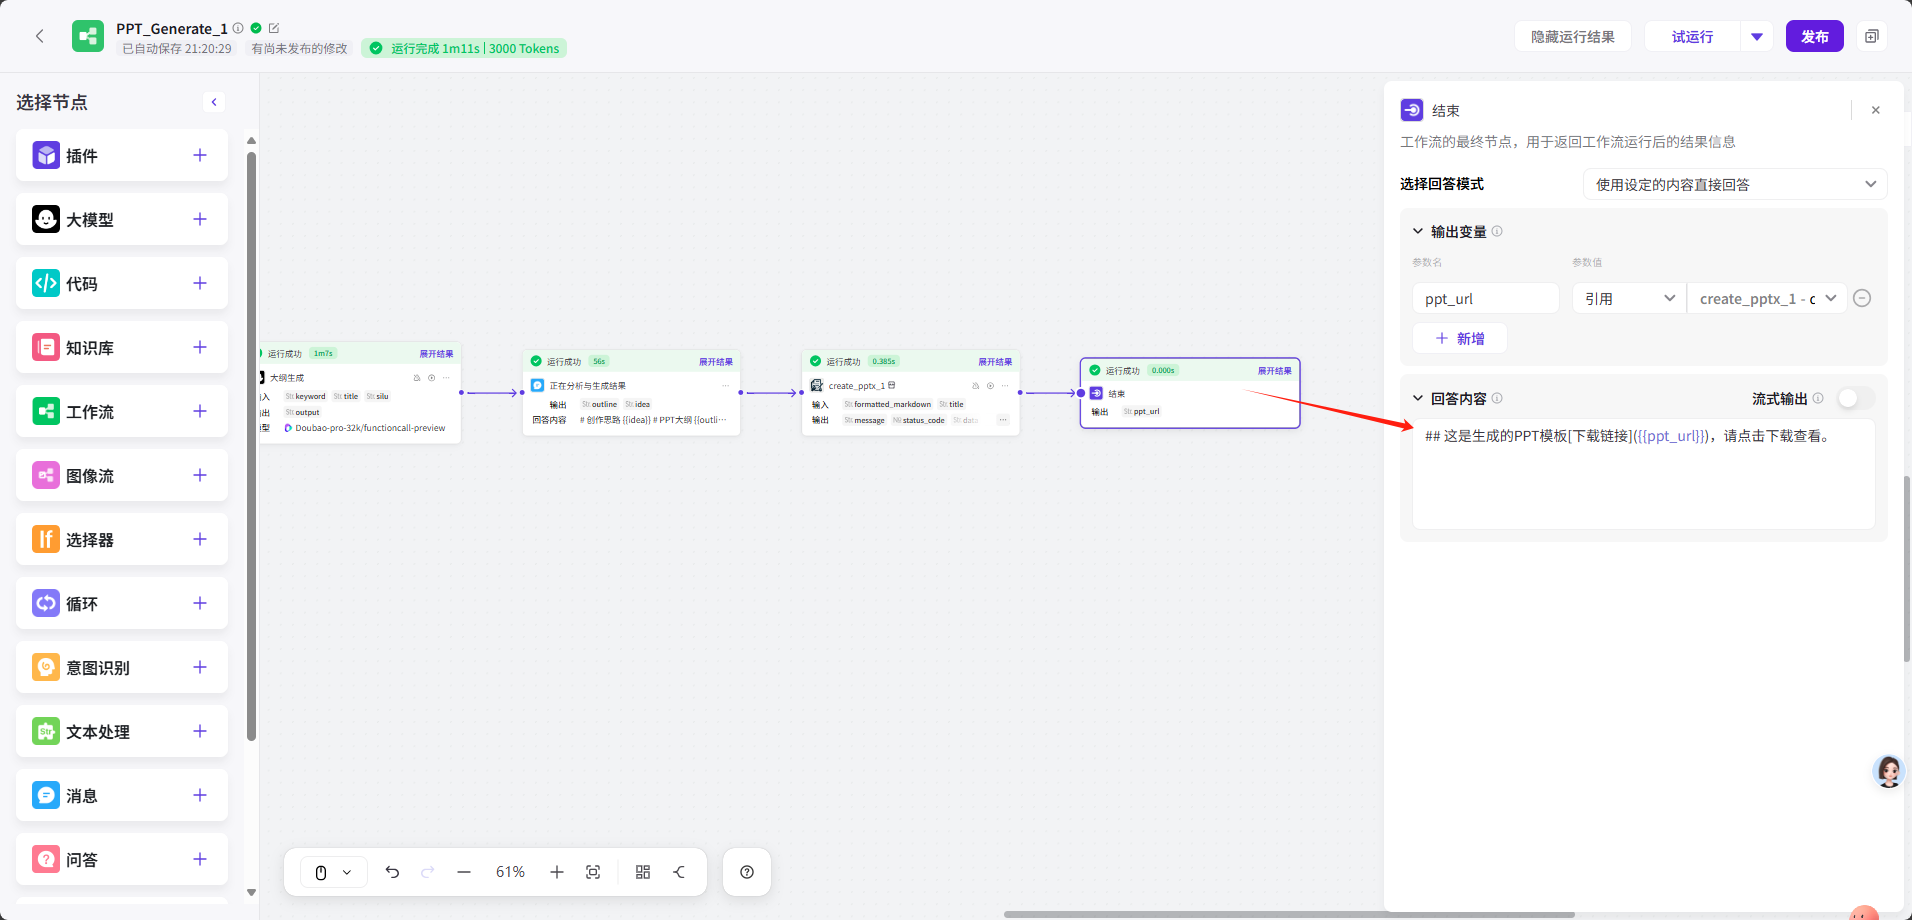 PPT_Generate_1
已自动保存 21:20:29 有尚未发布的修改 运行完成 1m11s | 3000 Tokens
隐藏运行结果 试运行 发布
选择节点
插件
大模型
代码
知识库
工作流
图像流
选择器
循环
意图识别
文本处理
消息
问答
运行成功 1m7s 展开结果
大纲生成
入 Str. keyword Str. title Str. silu
出 Str. output
型 Doubao-pro-32k/functioncall-preview
运行成功 56s 展开结果
正在分析与生成结果
输出 Str. outline Str. idea
回答内容 # 创作思路 {{idea}} # PPT大纲 {{outli···
运行成功 0.385s 展开结果
create_pptx_1
输入 Str. formatted_markdown Str. title
输出 Str. message № status_code Str. data
运行成功 0.000s 展开结果
结束
输出 Str. ppt_url
61%
结束
工作流的最终节点，用于返回工作流运行后的结果信息
选择回答模式 使用设定的内容直接回答
输出变量
参数名 参数值
ppt_url 引用 create_pptx_1 - c
新增
回答内容 流式输出
## 这是生成的PPT模板[下载链接]({{ppt_url}})，请点击下载查看。